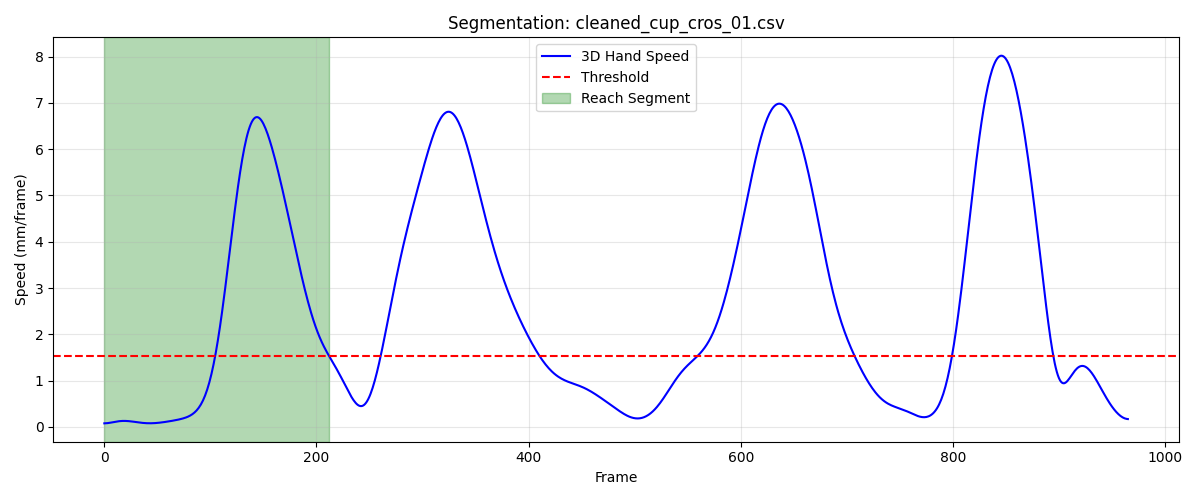 Segmentation: cleaned_cup_cros_01.csv
3D Hand Speed
Threshold
Reach Segment
Speed (mm/frame)
8
7
6
5
4
3
2
1
0
0 200 400 600 800 1000
Frame